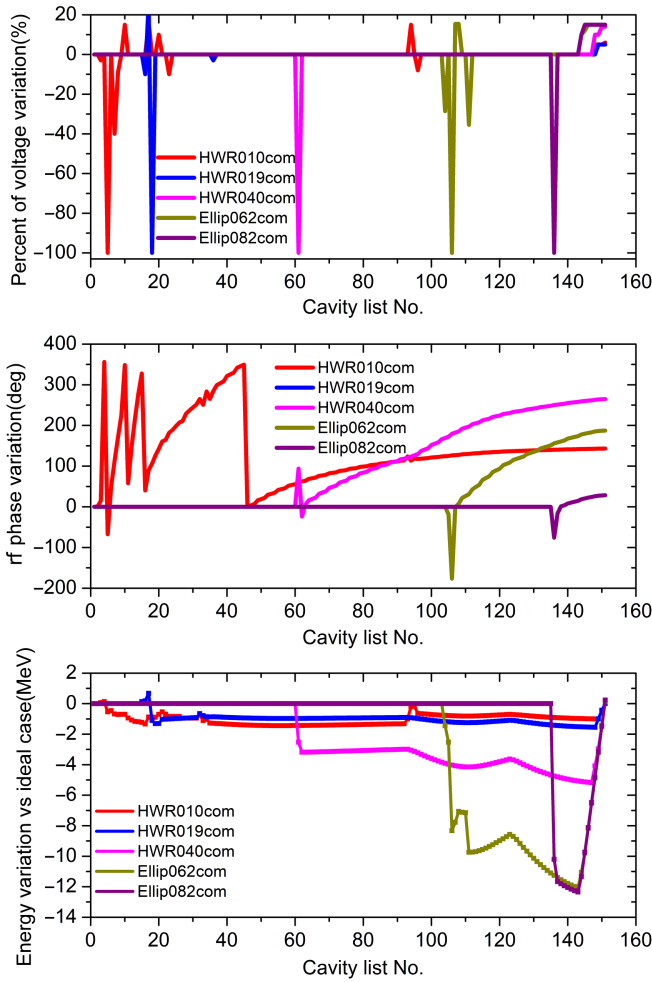 Percent of voltage variation(%)
20
0
−20
−40
−60
−80
−100
HWR010com
HWR019com
HWR040com
Ellip062com
Ellip082com
0 20 40 60 80 100 120 140 160
Cavity list No.
rf phase variation(deg)
400
300
200
100
0
−100
−200
HWR010com
HWR019com
HWR040com
Ellip062com
Ellip082com
0 20 40 60 80 100 120 140 160
Cavity list No.
Energy variation vs ideal case(MeV)
2
0
−2
−4
−6
−8
−10
−12
−14
HWR010com
HWR019com
HWR040com
Ellip062com
Ellip082com
0 20 40 60 80 100 120 140 160
Cavity list No.